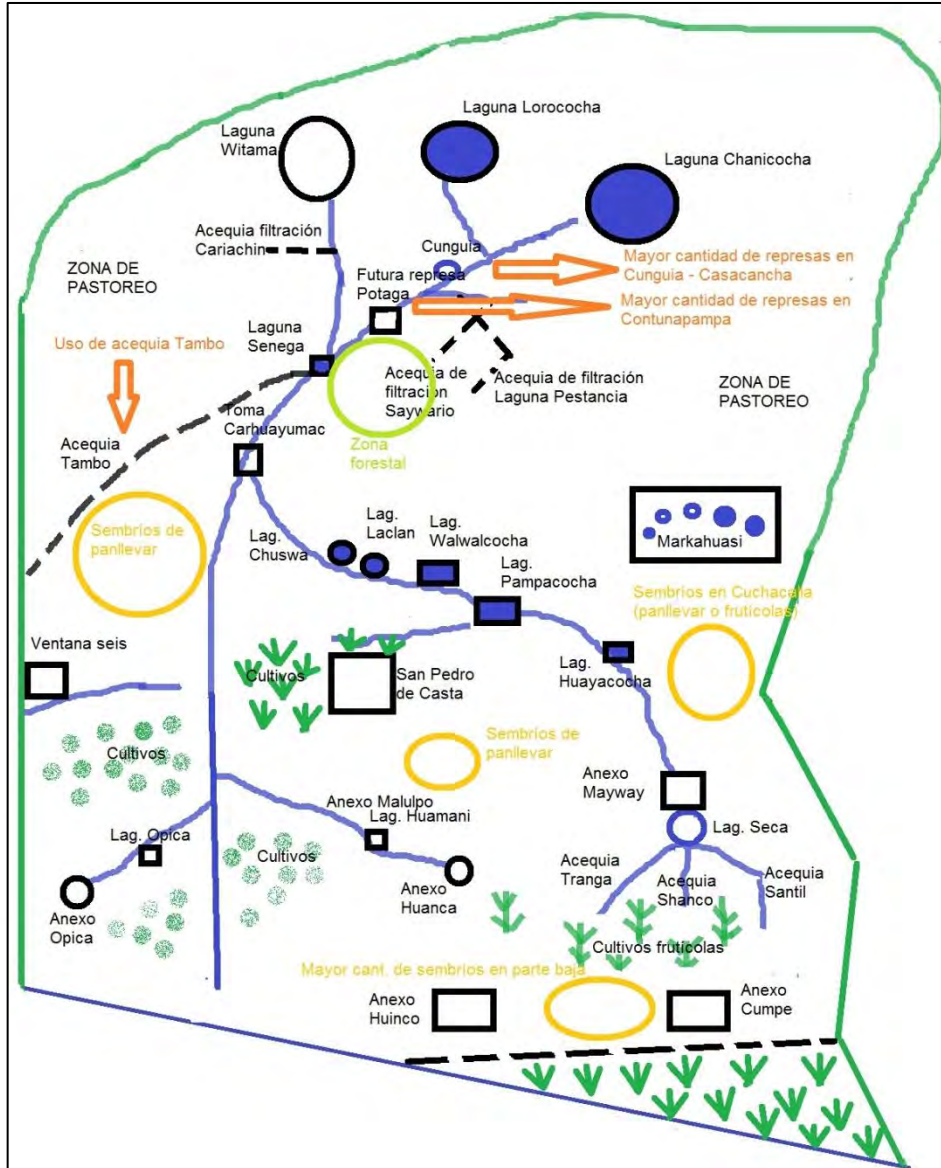 Laguna Lorococha
Laguna
Witama
Laguna Chanicocha
Acequia filtración
Cariachin
Cunguia
Mayor cantidad de represas en
Cunguia - Casacancha
ZONA DE
PASTOREO
Futura represa
Potaga
Mayor cantidad de represas en
Contunapampa
Uso de acequia Tambo
Laguna
Senega
Acequia de
filtración
Saywario
Acequia de filtración
Laguna Pestancia
ZONA DE
PASTOREO
Toma
Carhuayumac
Acequia
Tambo
Zona
forestal
Sembríos de
panllevar
Lag.
Chuswa
Lag.
Laclan
Lag.
Walwalcocha
Lag.
Pampacocha
Markahuasi
Sembríos en Cuchacala
(panllevar o frutícolas)
Ventana seis
Cultivos
San Pedro
de Casta
Lag.
Huayacocha
Sembríos de
panllevar
Cultivos
Anexo
Mayway
Anexo Malulpo
Lag. Huamani
Lag. Opica
Lag. Seca
Cultivos
Acequia
Tranga
Acequia
Shanco
Acequia
Santil
Anexo
Opica
Anexo
Huanca
Cultivos frutícolas
Mayor cant. de sembrios en parte baja
Anexo
Huinco
Anexo
Cumpe